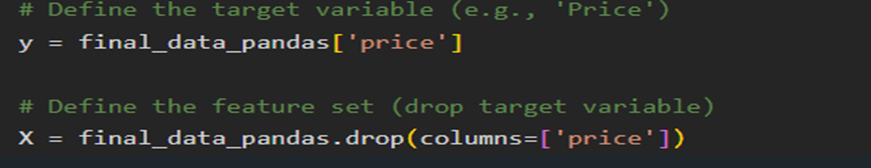 # Define the target variable (e.g., 'Price')
y = final_data_pandas['price']
# Define the feature set (drop target variable)
X = final_data_pandas.drop(columns=['price'])